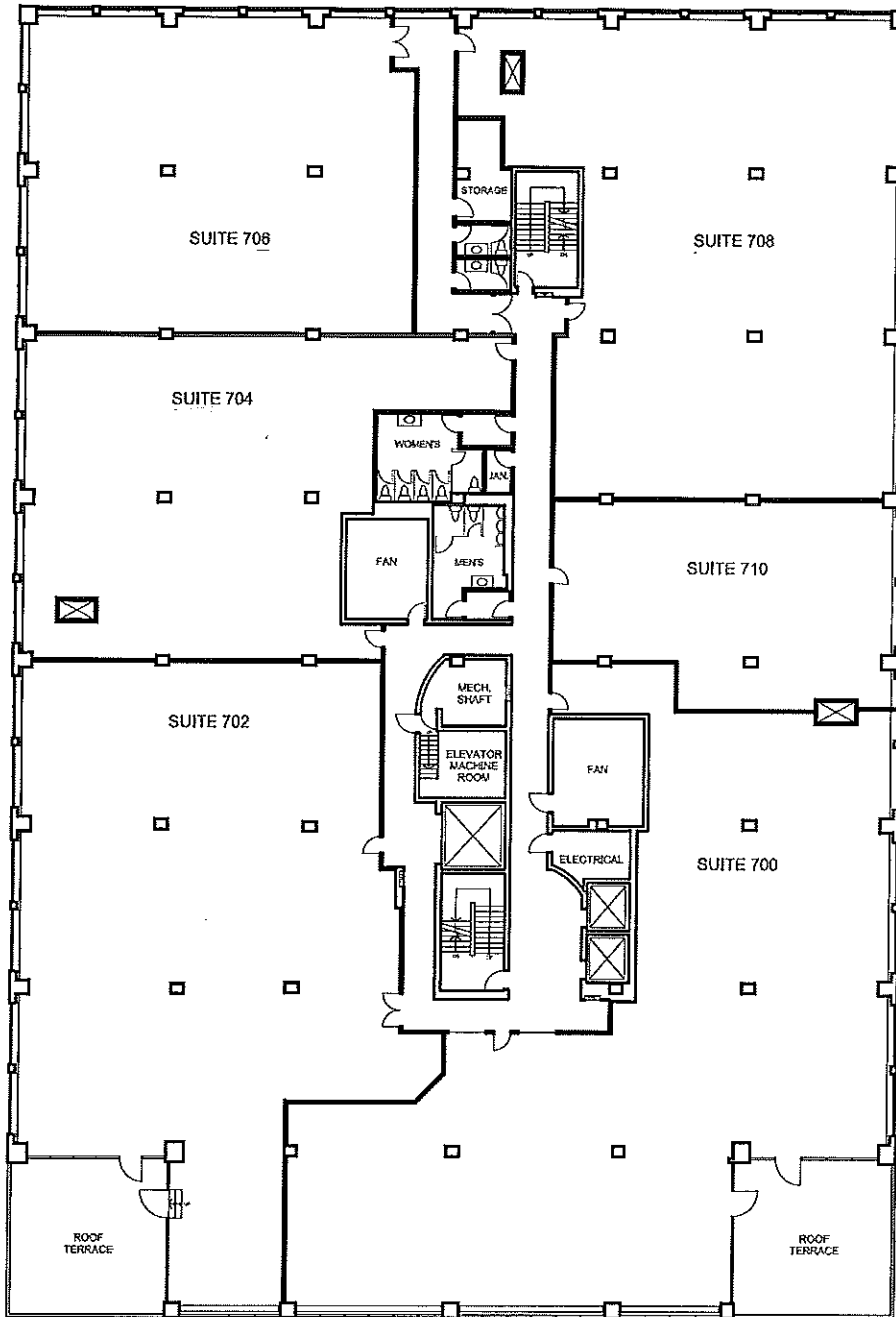 STORAGE
SUITE 706
SUITE 708
SUITE 704
WOMEN'S
JAN.
FAN
MEN'S
SUITE 710
MECH.
SHAFT
SUITE 702
ELEVATOR
MACHINE
ROOM
FAN
ELECTRICAL
SUITE 700
ROOF
TERRACE
ROOF
TERRACE